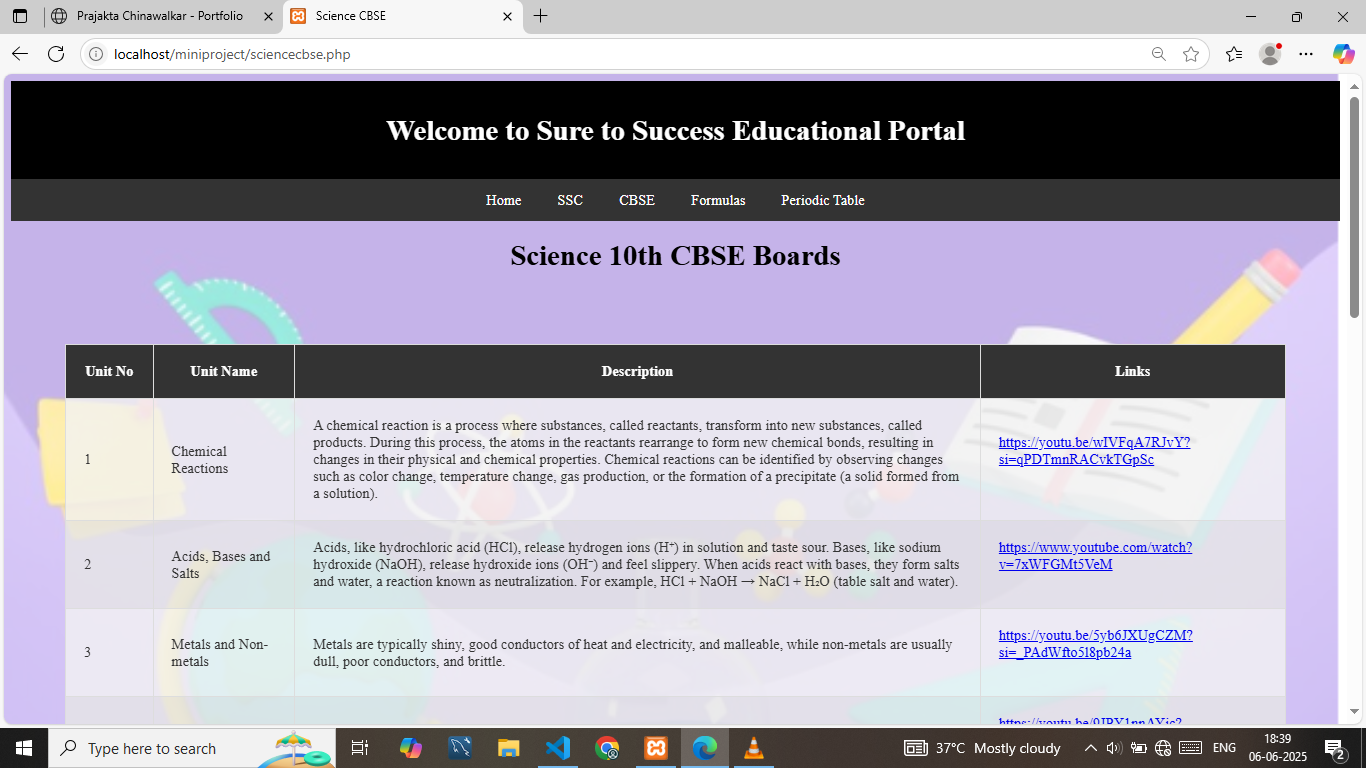 Prajakta Chinawalkar - Portfolio
Science CBSE
localhost/miniproject/sciencecbse.php
Welcome to Sure to Success Educational Portal
Home SSC CBSE Formulas Periodic Table
Science 10th CBSE Boards
Unit No Unit Name Description Links
1
Chemical
Reactions
A chemical reaction is a process where substances, called reactants, transform into new substances, called
products. During this process, the atoms in the reactants rearrange to form new chemical bonds, resulting in
changes in their physical and chemical properties. Chemical reactions can be identified by observing changes
such as color change, temperature change, gas production, or the formation of a precipitate (a solid formed from
a solution).
https://youtu.be/wIVFqA7RJvY?
si=qPDTmnRACvkTGpSc
2
Acids, Bases and
Salts
Acids, like hydrochloric acid (HCl), release hydrogen ions (H⁺) in solution and taste sour. Bases, like sodium
hydroxide (NaOH), release hydroxide ions (OH⁻) and feel slippery. When acids react with bases, they form salts
and water, a reaction known as neutralization. For example, HCl + NaOH → NaCl + H₂O (table salt and water).
https://www.youtube.com/watch?
v=7xWFGMt5VeM
3
Metals and Non-
metals
Metals are typically shiny, good conductors of heat and electricity, and malleable, while non-metals are usually
dull, poor conductors, and brittle.
https://youtu.be/5yb6JXUgCZM?
si=_PAdWfto5l8pb24a
Type here to search
37°C Mostly cloudy
ENG
18:39
06-06-2025
2